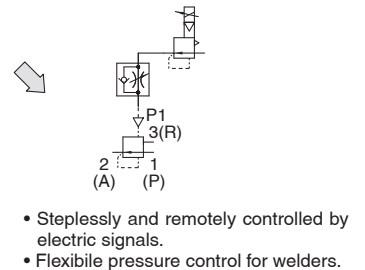 P1
3(R)
2 1
(A) (P)
• Steplessly and remotely controlled by
electric signals.
• Flexibile pressure control for welders.